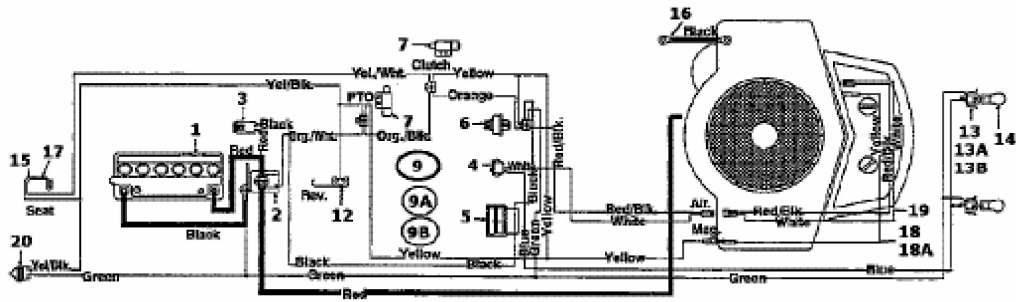 16
Black
7
Clutch
Yel./Wht.
Yellow
Yel/Blk.
PTO
Orange
3
Black
Red
7
6
Red/Blk.
13
14
13A
13B
1
Red
Org/Wht.
Org./Blk
15
17
9
4
White
Yellow
Red/Blk
White
9A
2
Rev.
12
Seat
5
Black
Red/Blk.
White
Air.
Red/Blk
White
19
9B
Black
Blue
Green
Yellow
Mag.
18
18A
20
Yel/Blk.
Yellow
Yellow
Black
Black
Blue
Green
Green
Green
Red